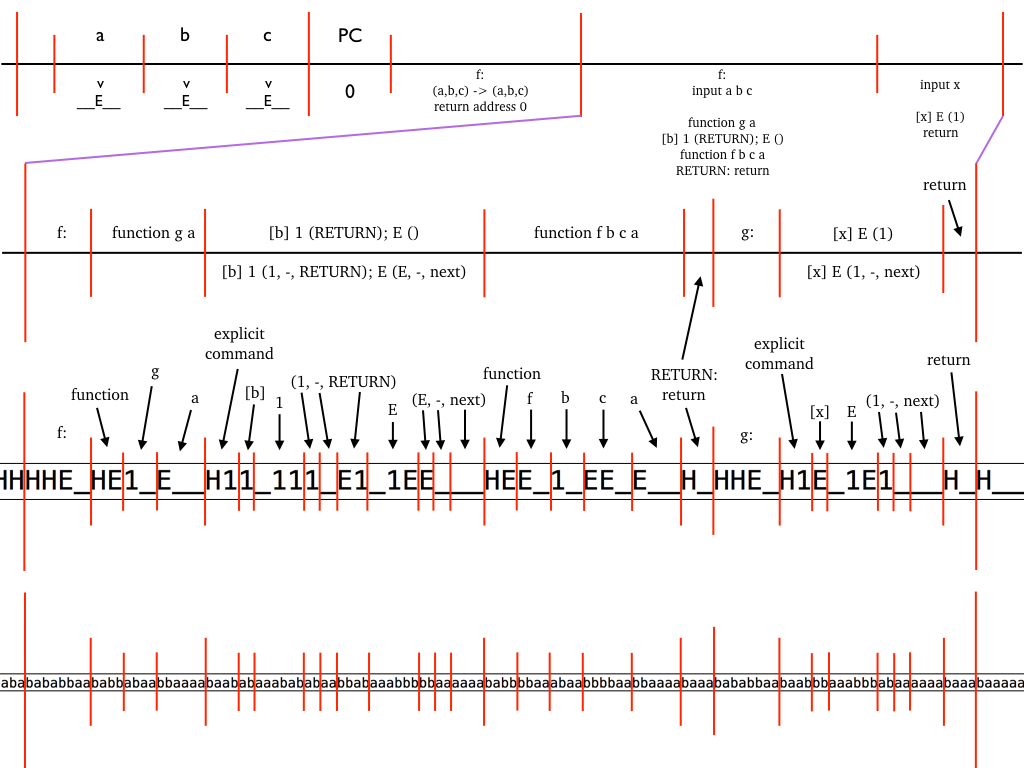 a b c PC
v v v
__E__ __E__ __E__ 0
f:
(a,b,c) -> (a,b,c)
return address 0
f:
input a b c
function g a
[b] 1 (RETURN); E ()
function f b c a
RETURN: return
input x
[x] E (1)
return
return
f: function g a [b] 1 (RETURN); E () function f b c a g: [x] E (1)
[b] 1 (1, -, RETURN); E (E, -, next) [x] E (1, -, next)
explicit
command
explicit
command
function g a [b] 1 (1, -, RETURN) E (E, -, next) function f b c a RETURN:
return
[x] E (1, -, next) return
f: g:
HHHHE_HE1_E__H11_111_E1_1EE___HEE_1_EE_E__H_HHE_H1E_1E1___H_H__
abababbaababbabaabbaaaabaababaaabababaabbabaaabbbbbaaaaaababbbbaaabaabbbbaabbaaaabaaabababbaabaabbbaaabbbabaaaaaabaaabaaaaa